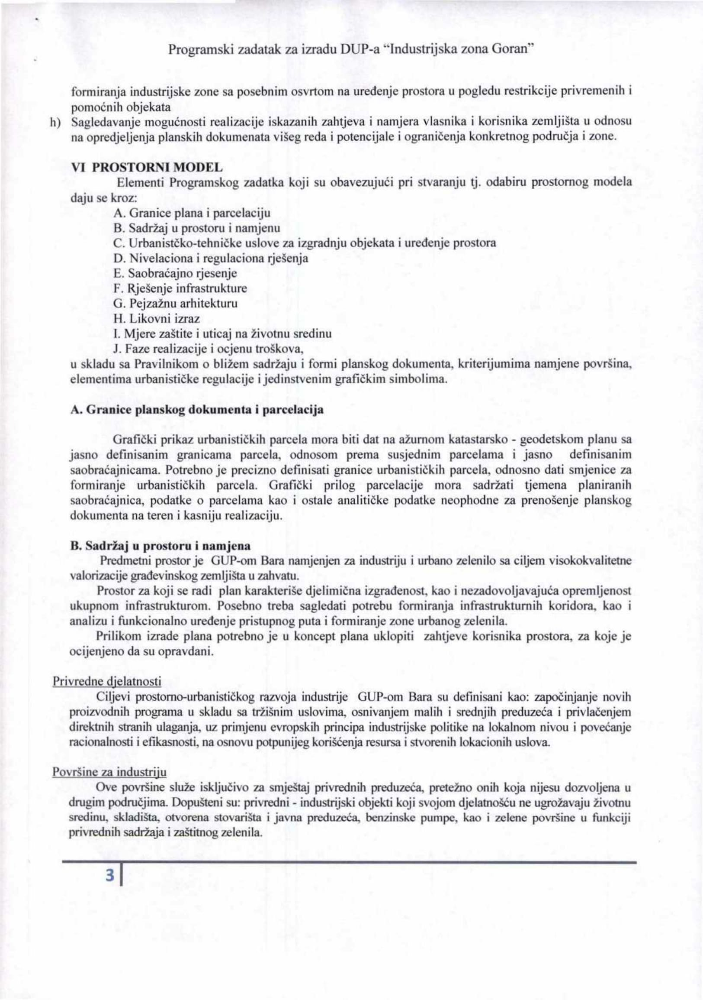 Programski zadatak za izradu DUP-a “Industrijska zona Goran”
formiranja industrijske zone sa posebnim osvrtom na uređenje prostora u pogledu restrikcije privremenih i
pomoćnih objekata
h) Sagledavanje mogućnosti realizacije iskazanih zahtjeva i namjera vlasnika i korisnika zemljišta u odnosu
na opredjeljenja planskih dokumenata višeg reda i potencijale i ograničenja konkretnog područja i zone.
VI PROSTORNI MODEL
Elementi Programskog zadatka koji su obavezujući pri stvaranju tj. odabiru prostornog modela
daju se kroz:
A. Granice plana i parcelaciju
B. Sadržaj u prostoru i namjenu
C. Urbanistčko-tehničke uslove za izgradnju objekata i uređenje prostora
D. Nivelaciona i regulaciona rješenja
E. Saobraćajno rjesenje
F. Rješenje infrastrukture
G. Pejzažnu arhitekturu
H. Likovni izraz
I. Mjere zaštite i uticaj na životnu sredinu
J. Faze realizacije i ocjenu troškova,
u skladu sa Pravilnikom o bližem sadržaju i formi planskog dokumenta, kriterijumima namjene površina,
elementima urbanističke regulacije i jedinstvenim grafičkim simbolima.
A. Granice planskog dokumenta i parcelacija
Grafički prikaz urbanističkih parcela mora biti dat na ažurnom katastarsko - geodetskom planu sa
jasno definisanim granicama parcela, odnosom prema susjednim parcelama i jasno definisanim
saobraćajnicama. Potrebno je precizno definisati granice urbanističkih parcela, odnosno dati smjenice za
formiranje urbanističkih parcela. Grafički prilog parcelacije mora sadržati tjemena planiranih
saobraćajnica, podatke o parcelama kao i ostale analitičke podatke neophodne za prenošenje planskog
dokumenta na teren i kasniju realizaciju.
B. Sadržaj u prostoru i namjena
Predmetni prostor je GUP-om Bara namjenjen za industriju i urbano zelenilo sa ciljem visokokvalitetne
valorizacije građevinskog zemljišta u zahvatu.
Prostor za koji se radi plan karakteriše djelimična izgrađenost, kao i nezadovoljavajuća opremljenost
ukupnom infrastrukturom. Posebno treba sagledati potrebu formiranja infrastrukturnih koridora, kao i
analizu i funkcionalno uređenje pristupnog puta i formiranje zone urbanog zelenila.
Prilikom izrade plana potrebno je u koncept plana uklopiti zahtjeve korisnika prostora, za koje je
ocijenjeno da su opravdani.
Privredne djelatnosti
Ciljevi prostorno-urbanističkog razvoja industrije GUP-om Bara su definisani kao: započinjanje novih
proizvodnih programa u skladu sa tržišnim uslovima, osnivanjem malih i srednjih preduzeća i privlačenjem
direktnih stranih ulaganja, uz primjenu evropskih principa industrijske politike na lokalnom nivou i povećanje
racionalnosti i efikasnosti, na osnovu potpunijeg korišćenja resursa i stvorenih lokacionih uslova.
Površine za industriju
Ove površine služe isključivo za smještaj privrednih preduzeća, pretežno onih koja nijesu dozvoljena u
drugim područjima. Dopušteni su: privredni - industrijski objekti koji svojom djelatnošću ne ugrožavaju životnu
sredinu, skladišta, otvorena stovarišta i javna preduzeća, benzinske pumpe, kao i zelene površine u funkciji
privrednih sadržaja i zaštitnog zelenila.
3